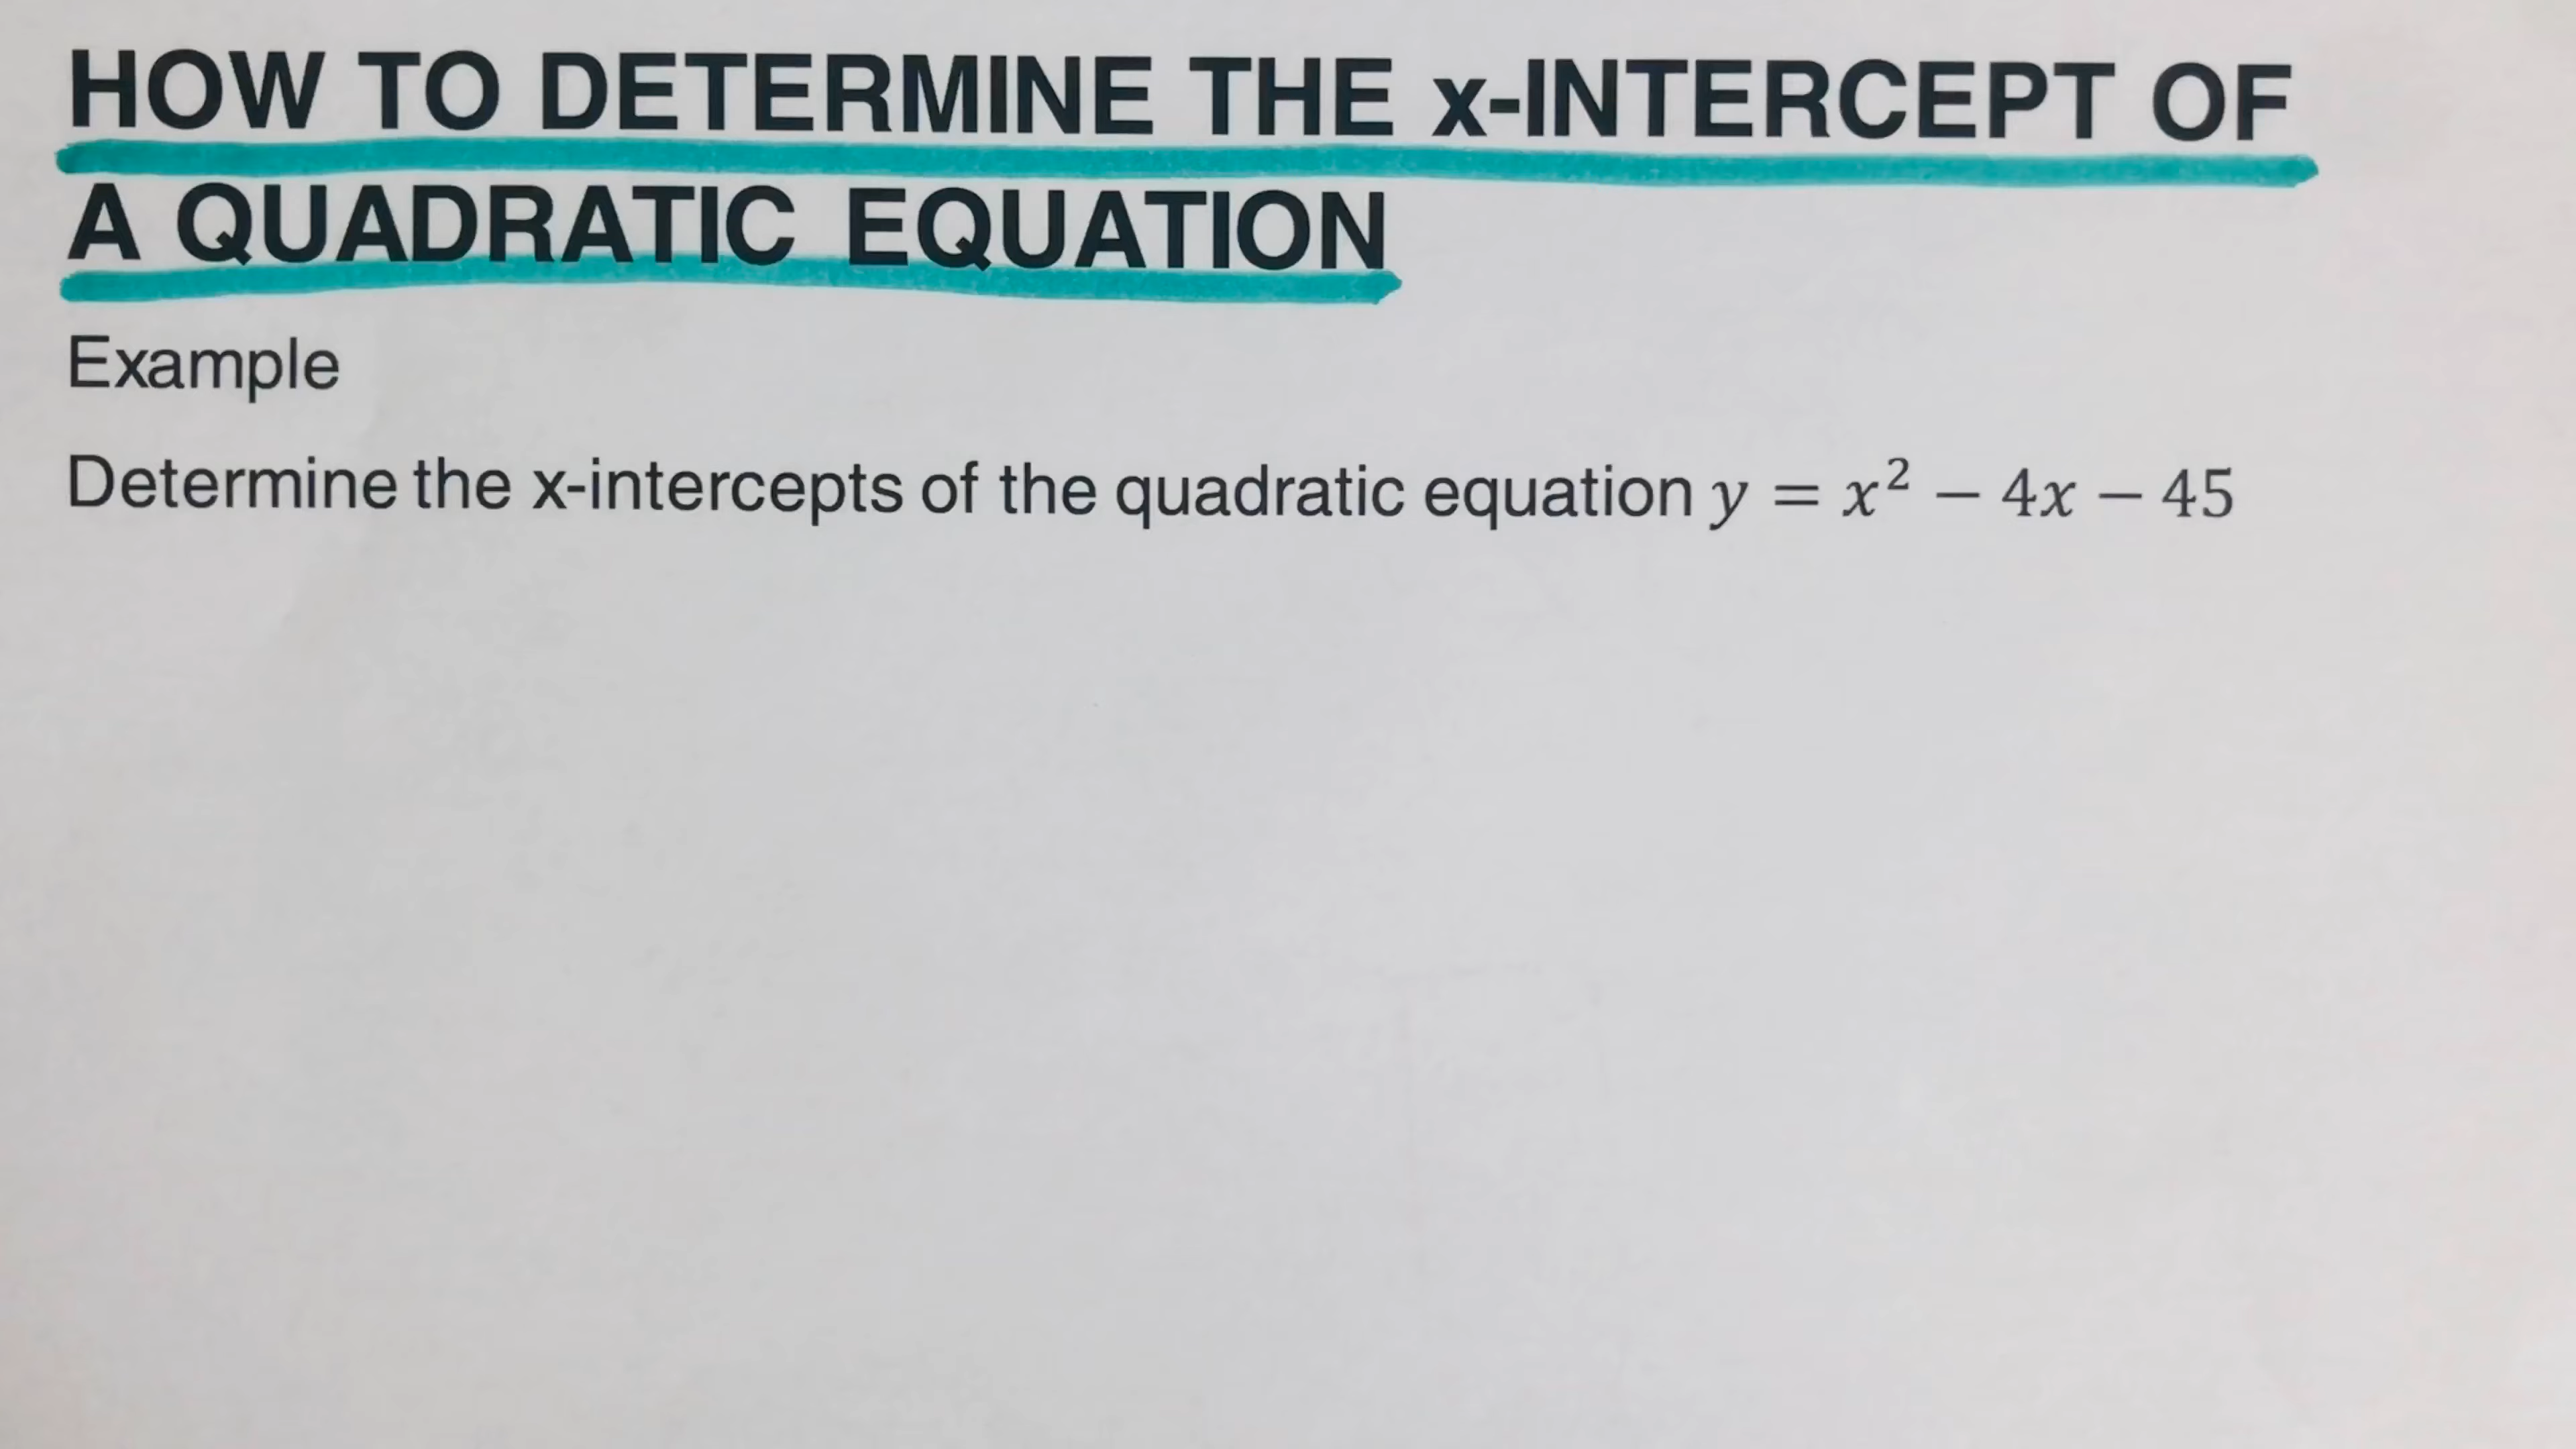 HOW TO DETERMINE THE x-INTERCEPT OF
A QUADRATIC EQUATION
Example
Determine the x-intercepts of the quadratic equation y = x² − 4x − 45